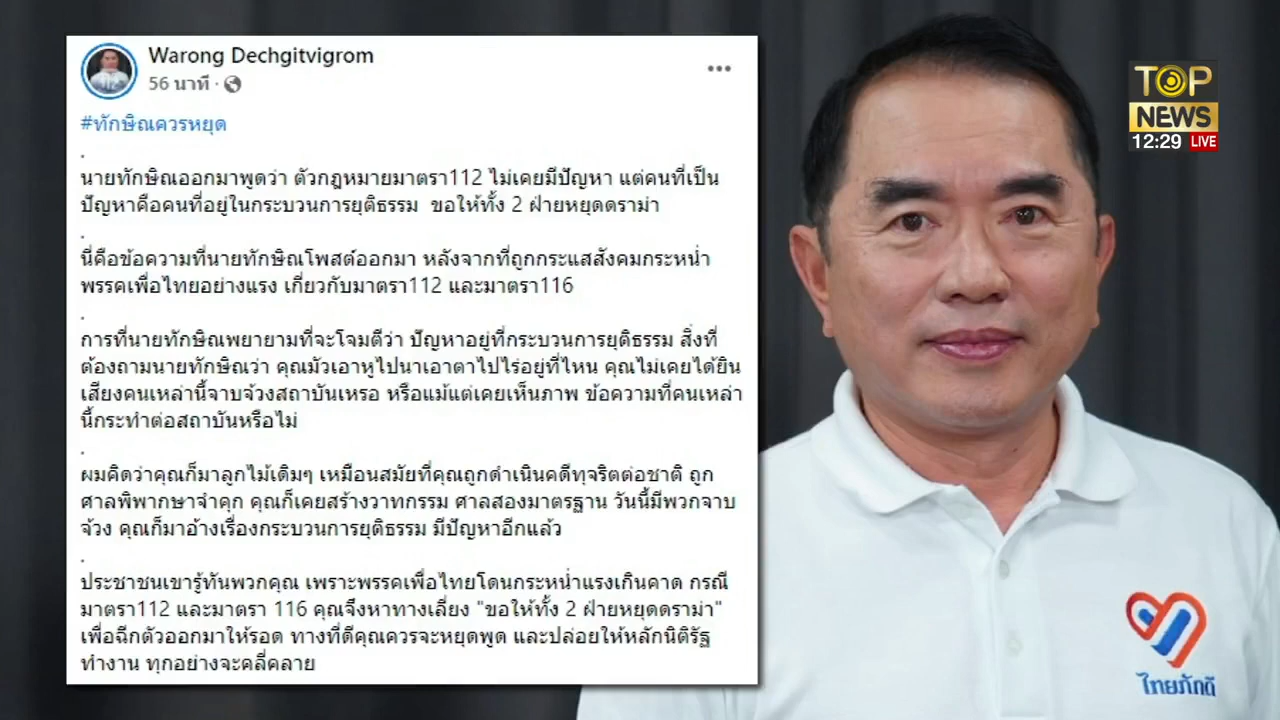 Warong Dechgitvigrom
56 นาที ·
#ทักษิณควรหยุด
.
นายทักษิณออกมาพูดว่า ตัวกฎหมายมาตรา112 ไม่เคยมีปัญหา แต่คนที่เป็น
ปัญหาคือคนที่อยู่ในกระบวนการยุติธรรม ขอให้ทั้ง 2 ฝ่ายหยุดดราม่า
.
นี่คือข้อความที่นายทักษิณโพสต์ออกมา หลังจากที่ถูกกระแสสังคมกระหน่ำ
พรรคเพื่อไทยอย่างแรง เกี่ยวกับมาตรา112 และมาตรา116
.
การที่นายทักษิณพยายามที่จะโจมตีว่า ปัญหาอยู่ที่กระบวนการยุติธรรม สิ่งที่
ต้องถามนายทักษิณว่า คุณมัวเอาหูไปนาเอาตาไปไร่อยู่ที่ไหน คุณไม่เคยได้ยิน
เสียงคนเหล่านี้จาบจ้วงสถาบันเหรอ หรือแม้แต่เคยเห็นภาพ ข้อความที่คนเหล่า
นี้กระทำต่อสถาบันหรือไม่
.
ผมคิดว่าคุณก็มาลูกไม้เดิมๆ เหมือนสมัยที่คุณถูกดำเนินคดีทุจริตต่อชาติ ถูก
ศาลพิพากษาจำคุก คุณก็เคยสร้างวาทกรรม ศาลสองมาตรฐาน วันนี้มีพวกจาบ
จ้วง คุณก็มาอ้างเรื่องกระบวนการยุติธรรม มีปัญหาอีกแล้ว
.
ประชาชนเขารู้ทันพวกคุณ เพราะพรรคเพื่อไทยโดนกระหน่ำแรงเกินคาด กรณี
มาตรา112 และมาตรา 116 คุณจึงหาทางเลี่ยง "ขอให้ทั้ง 2 ฝ่ายหยุดดราม่า"
เพื่อฉีกตัวออกมาให้รอด ทางที่ดีคุณควรจะหยุดพูด และปล่อยให้หลักนิติรัฐ
ทำงาน ทุกอย่างจะคลี่คลาย
TOP
NEWS
12:29 LIVE
ไทยภักดี